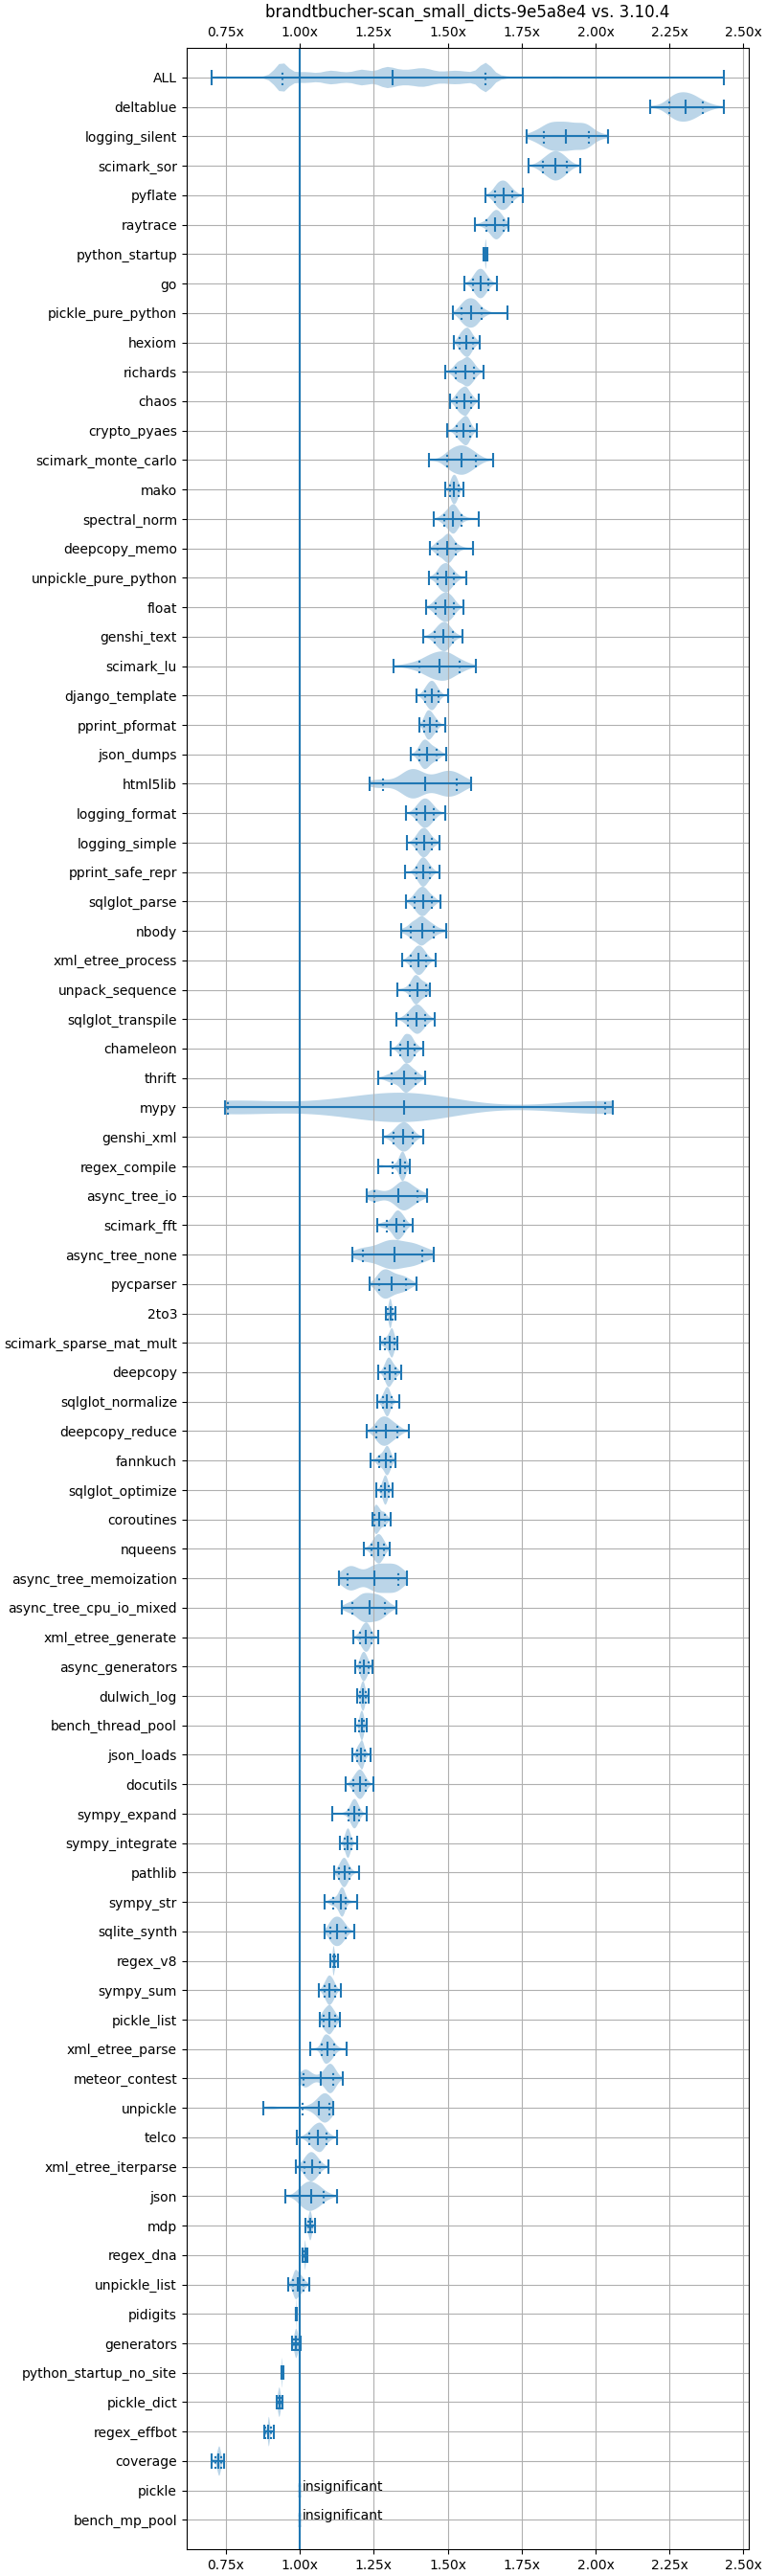 brandtbucher-scan_small_dicts-9e5a8e4 vs. 3.10.4
0.75x 1.00x 1.25x 1.50x 1.75x 2.00x 2.25x 2.50x
ALL
deltablue
logging_silent
scimark_sor
pyflate
raytrace
python_startup
go
pickle_pure_python
hexiom
richards
chaos
crypto_pyaes
scimark_monte_carlo
mako
spectral_norm
deepcopy_memo
unpickle_pure_python
float
genshi_text
scimark_lu
django_template
pprint_pformat
json_dumps
html5lib
logging_format
logging_simple
pprint_safe_repr
sqlglot_parse
nbody
xml_etree_process
unpack_sequence
sqlglot_transpile
chameleon
thrift
mypy
genshi_xml
regex_compile
async_tree_io
scimark_fft
async_tree_none
pycparser
2to3
scimark_sparse_mat_mult
deepcopy
sqlglot_normalize
deepcopy_reduce
fannkuch
sqlglot_optimize
coroutines
nqueens
async_tree_memoization
async_tree_cpu_io_mixed
xml_etree_generate
async_generators
dulwich_log
bench_thread_pool
json_loads
docutils
sympy_expand
sympy_integrate
pathlib
sympy_str
sqlite_synth
regex_v8
sympy_sum
pickle_list
xml_etree_parse
meteor_contest
unpickle
telco
xml_etree_iterparse
json
mdp
regex_dna
unpickle_list
pidigits
generators
python_startup_no_site
pickle_dict
regex_effbot
coverage
pickle insignificant
bench_mp_pool insignificant
0.75x 1.00x 1.25x 1.50x 1.75x 2.00x 2.25x 2.50x